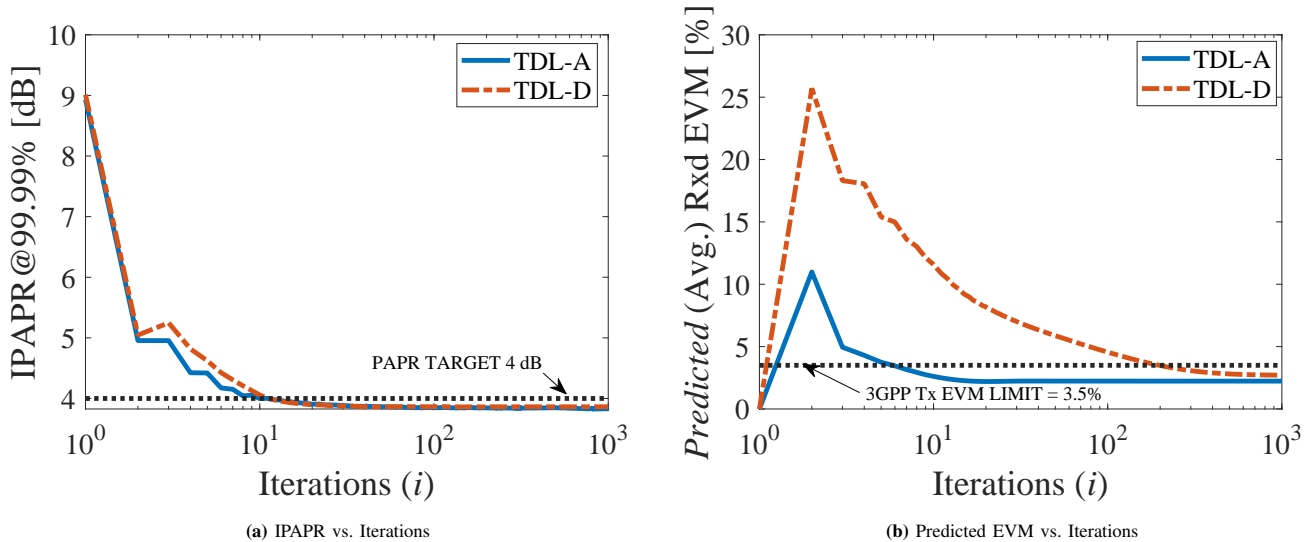 10
9
8
7
6
5
4
IPAPR@99.99% [dB]
TDL-A
TDL-D
PAPR TARGET 4 dB
10^0
10^1
10^2
10^3
Iterations (i)
(a) IPAPR vs. Iterations
30
25
20
15
10
5
0
Predicted (Avg.) Rxd EVM [%]
TDL-A
TDL-D
3GPP Tx EVM LIMIT = 3.5%
10^0
10^1
10^2
10^3
Iterations (i)
(b) Predicted EVM vs. Iterations